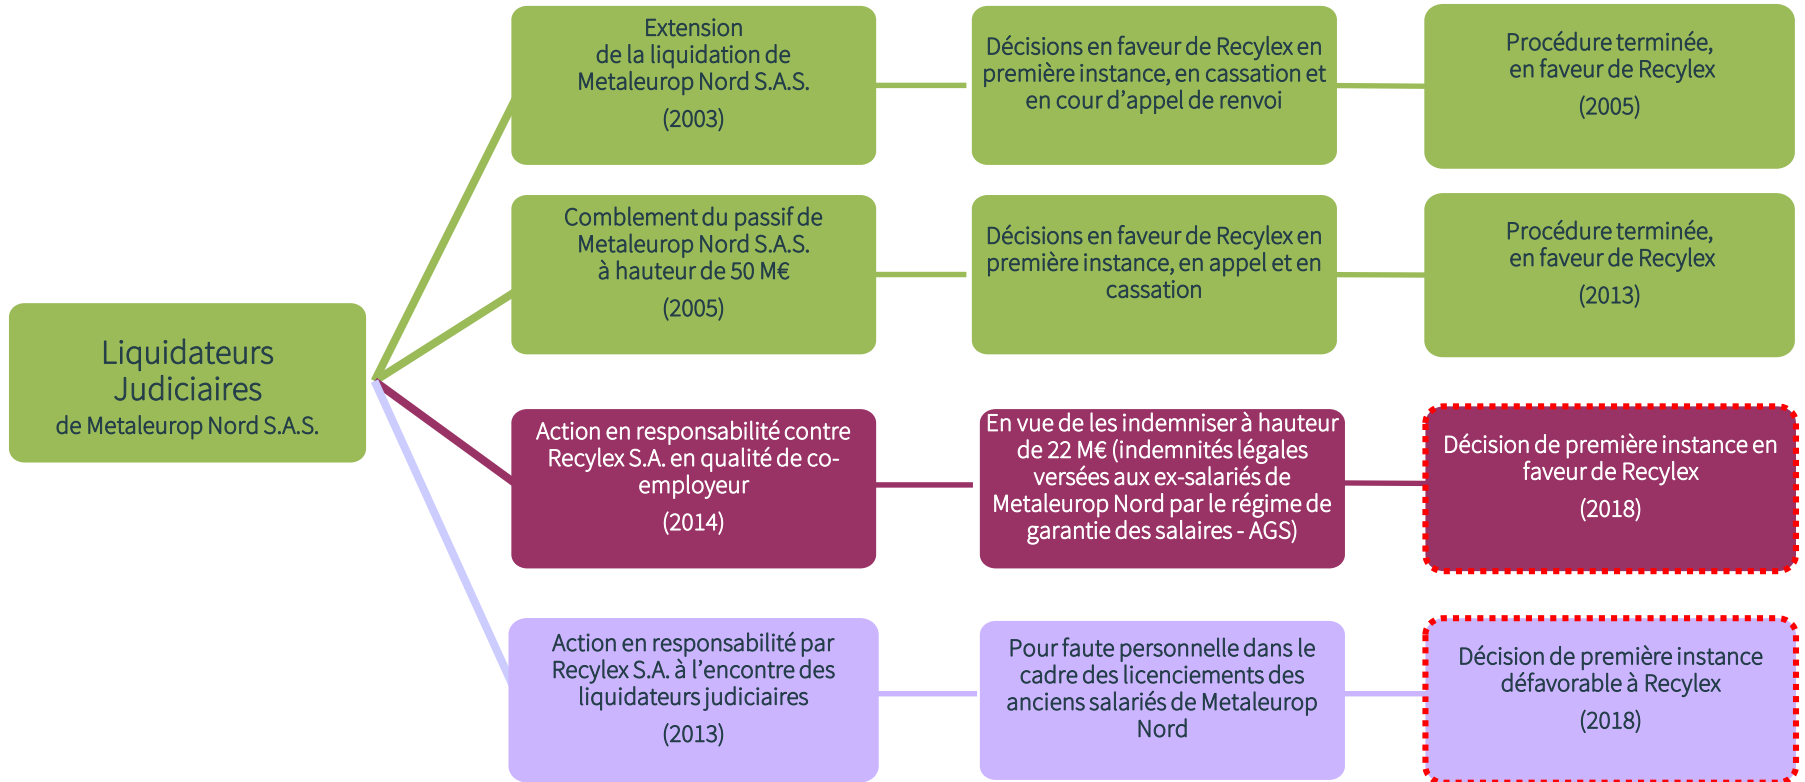 Liquidateurs
Judiciaires
de Metaleurop Nord S.A.S.
Extension
de la liquidation de
Metaleurop Nord S.A.S.
(2003)
Décisions en faveur de Recylex en
première instance, en cassation et
en cour d’appel de renvoi
Procédure terminée,
en faveur de Recylex
(2005)
Comblement du passif de
Metaleurop Nord S.A.S.
à hauteur de 50 M€
(2005)
Décisions en faveur de Recylex en
première instance, en appel et en
cassation
Procédure terminée,
en faveur de Recylex
(2013)
Action en responsabilité contre
Recylex S.A. en qualité de co-
employeur
(2014)
En vue de les indemniser à hauteur
de 22 M€ (indemnités légales
versées aux ex-salariés de
Metaleurop Nord par le régime de
garantie des salaires - AGS)
Décision de première instance en
faveur de Recylex
(2018)
Action en responsabilité par
Recylex S.A. à l’encontre des
liquidateurs judiciaires
(2013)
Pour faute personnelle dans le
cadre des licenciements des
anciens salariés de Metaleurop
Nord
Décision de première instance
défavorable à Recylex
(2018)